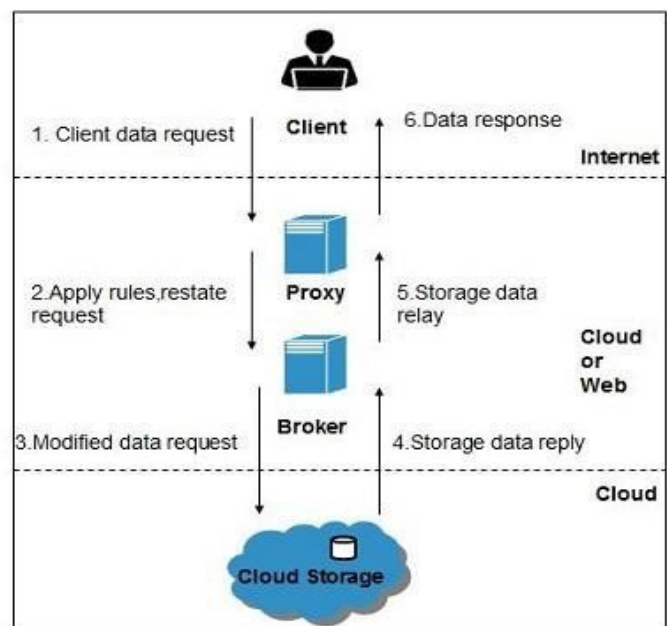 Client
1. Client data request
6.Data response
Internet
2.Apply rules,restate
request
Proxy
5.Storage data
relay
Cloud
or
Web
Broker
3.Modified data request
4.Storage data reply
Cloud
Cloud Storage